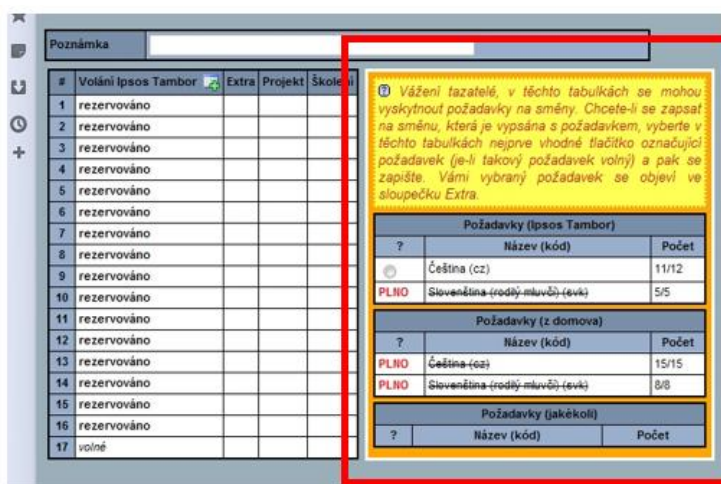 Poznámka
# Volání Ipsos Tambor Extra Projekt Školení
1 rezervováno
2 rezervováno
3 rezervováno
4 rezervováno
5 rezervováno
6 rezervováno
7 rezervováno
8 rezervováno
9 rezervováno
10 rezervováno
11 rezervováno
12 rezervováno
13 rezervováno
14 rezervováno
15 rezervováno
16 rezervováno
17 volné
Vážení tazatelé, v těchto tabulkách se mohou
vyskytnout požadavky na směny. Chcete-li se zapsat
na směnu, která je vypsána s požadavkem, vyberte v
těchto tabulkách nejprve vhodné tlačítko označující
požadavek (je-li takový požadavek volný) a pak se
zapište. Vámi vybraný požadavek se objeví ve
sloupečku Extra.
Požadavky (Ipsos Tambor)
? Název (kód) Počet
Čeština (cz) 11/12
PLNO Slovenština (rodilý mluvčí) (svk) 5/5
Požadavky (z domova)
? Název (kód) Počet
PLNO Čeština (cz) 15/15
PLNO Slovenština (rodilý mluvčí) (svk) 8/8
Požadavky (jakékoli)
? Název (kód) Počet